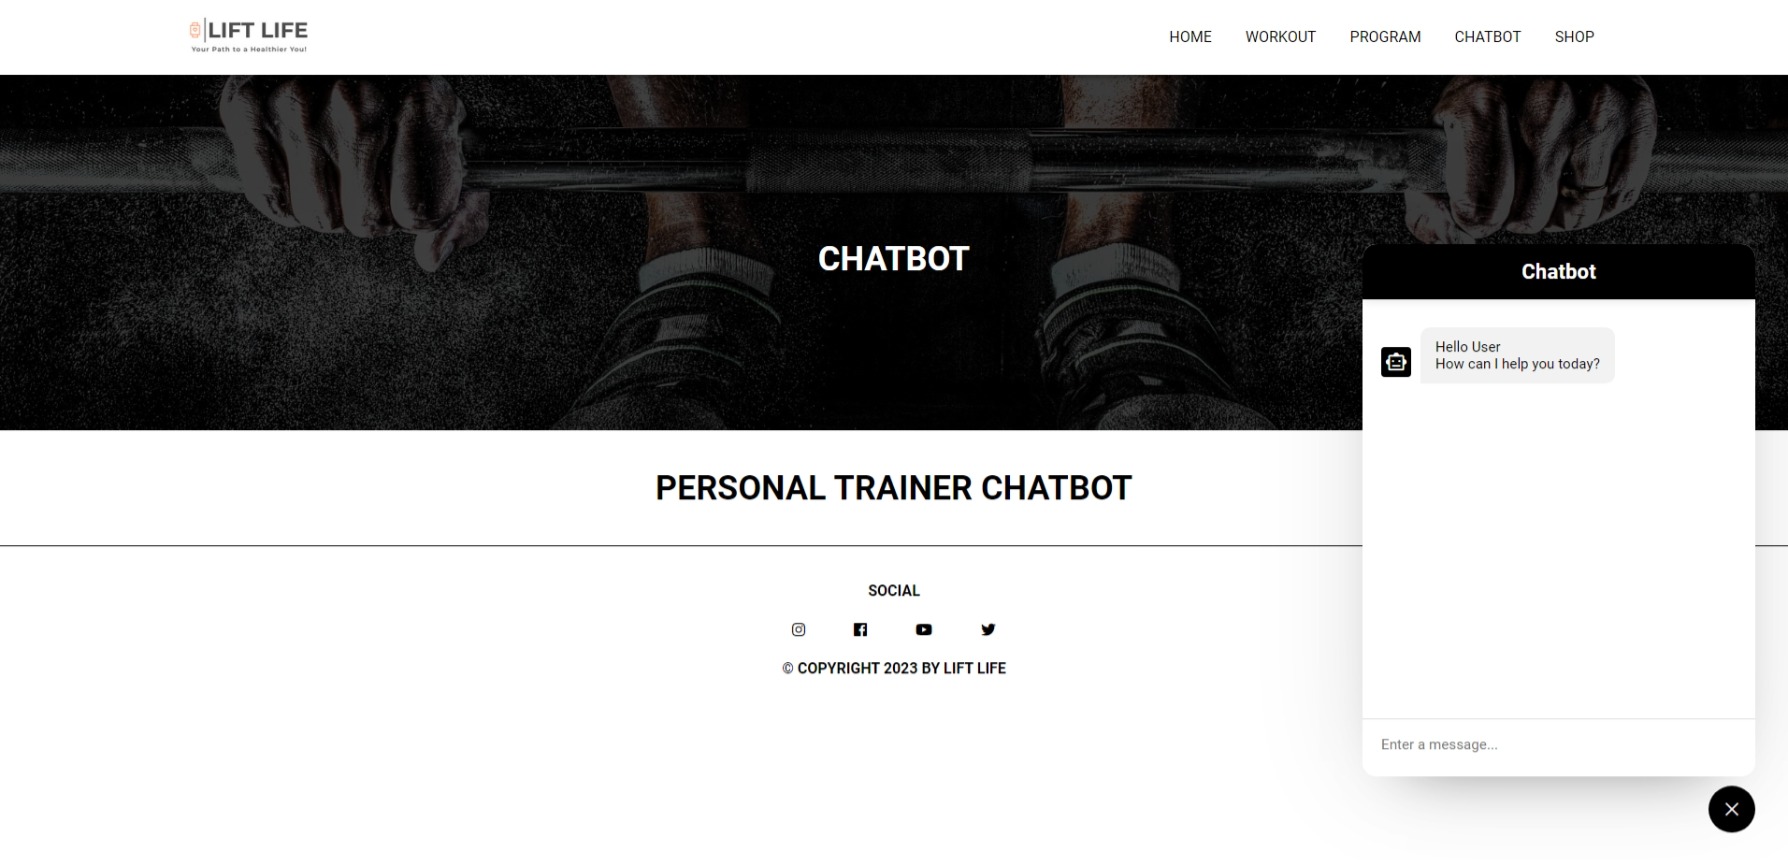 LIFT LIFE
Your Path to a Healthier You!
HOME WORKOUT PROGRAM CHATBOT SHOP
CHATBOT
Chatbot
Hello User
How can I help you today?
PERSONAL TRAINER CHATBOT
SOCIAL
© COPYRIGHT 2023 BY LIFT LIFE
Enter a message...